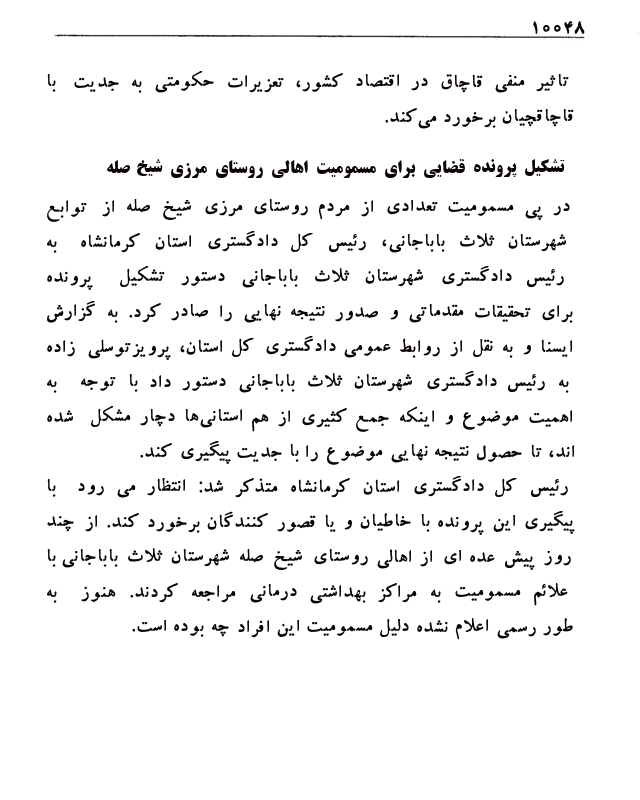 ۱۰۰۴۸
تاثیر منفی قاچاق در اقتصاد کشور، تعزیرات حکومتی به جدیت با
قاچاقچیان برخورد می‌کند.
تشکیل پرونده قضایی برای مسمومیت اهالی روستای مرزی شیخ صله
در پی مسمومیت تعدادی از مردم روستای مرزی شیخ صله از توابع
شهرستان ثلاث باباجانی، رئیس کل دادگستری استان کرمانشاه به
رئیس دادگستری شهرستان ثلاث باباجانی دستور تشکیل پرونده
برای تحقیقات مقدماتی و صدور نتیجه نهایی را صادر کرد. به گزارش
ایسنا و به نقل از روابط عمومی دادگستری کل استان، پرویزتوسلی زاده
به رئیس دادگستری شهرستان ثلاث باباجانی دستور داد با توجه به
اهمیت موضوع و اینکه جمع کثیری از هم استانی‌ها دچار مشکل شده
اند، تا حصول نتیجه نهایی موضوع را با جدیت پیگیری کند.
رئیس کل دادگستری استان کرمانشاه متذکر شد: انتظار می رود با
پیگیری این پرونده با خاطیان و یا قصور کنندگان برخورد کند. از چند
روز پیش عده ای از اهالی روستای شیخ صله شهرستان ثلاث باباجانی با
علائم مسمومیت به مراکز بهداشتی درمانی مراجعه کردند. هنوز به
طور رسمی اعلام نشده دلیل مسمومیت این افراد چه بوده است.